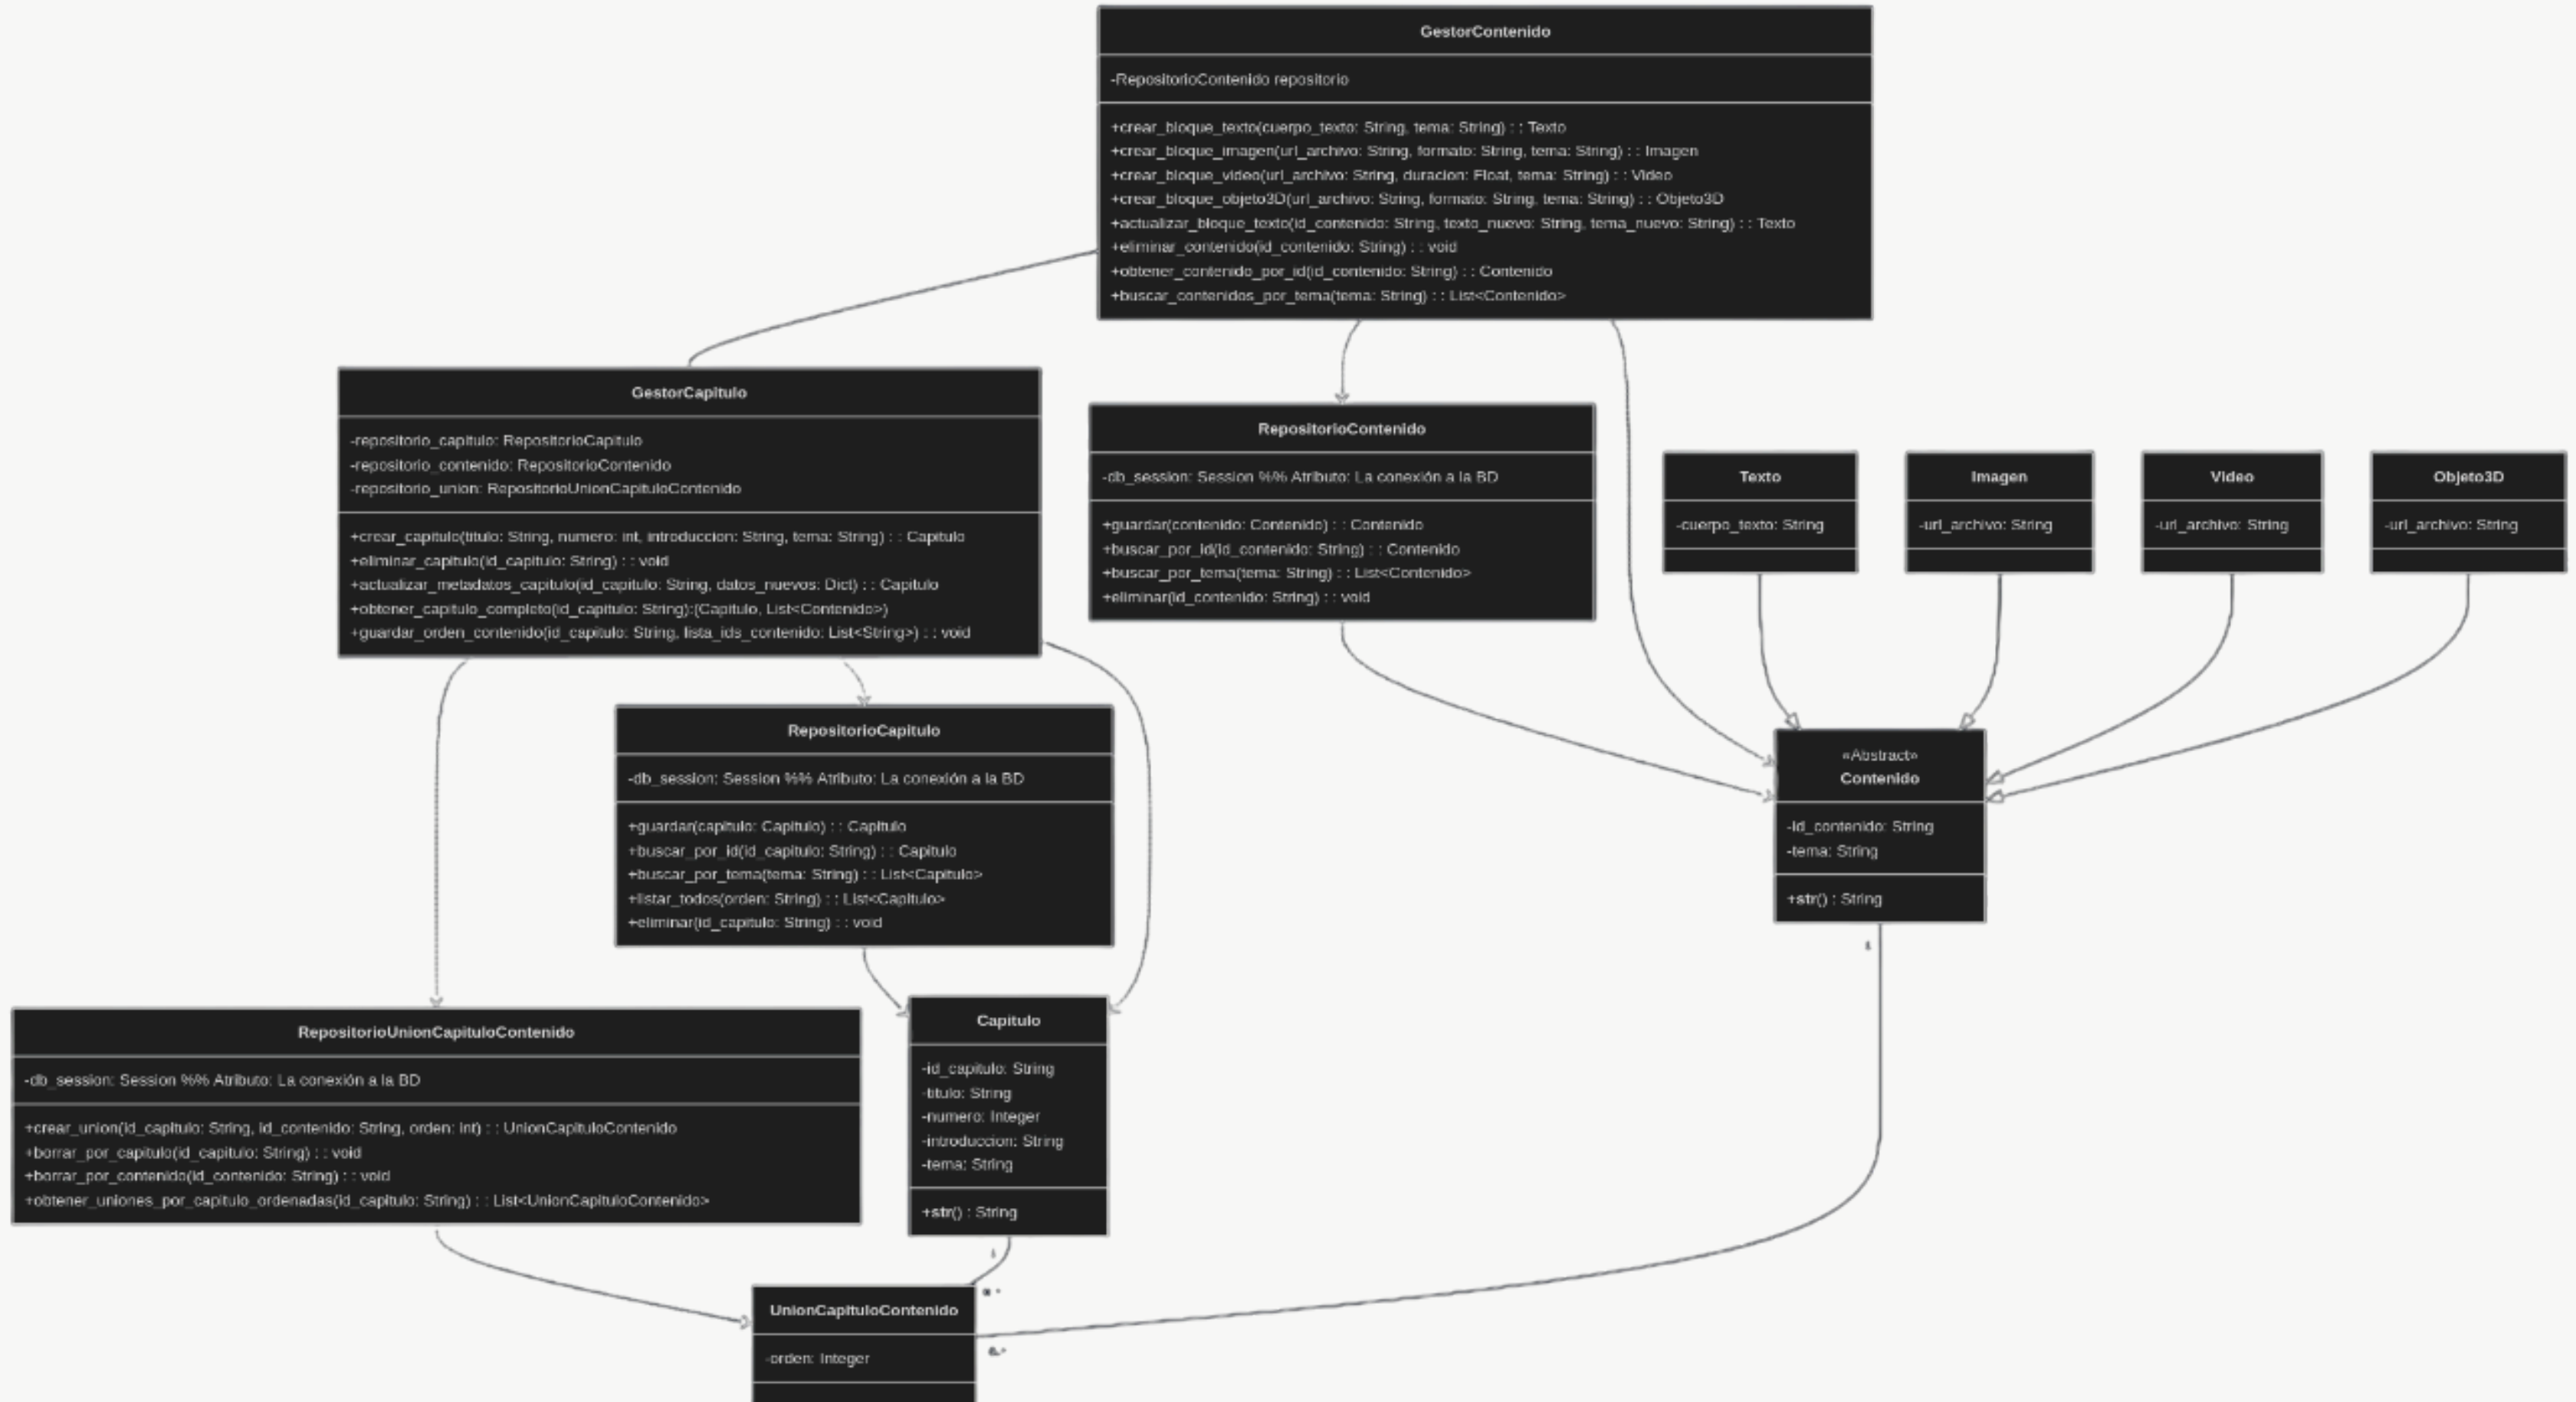 GestorContenido
-RepositorioContenido repositorio
+crear_bloque_texto(cuerpo_texto: String, tema: String) : : Texto
+crear_bloque_imagen(url_archivo: String, formato: String, tema: String) : : Imagen
+crear_bloque_video(url_archivo: String, duracion: Float, tema: String) : : Video
+crear_bloque_objeto3D(url_archivo: String, formato: String, tema: String) : : Objeto3D
+actualizar_bloque_texto(id_contenido: String, texto_nuevo: String, tema_nuevo: String) : : Texto
+eliminar_contenido(id_contenido: String) : : void
+obtener_contenido_por_id(id_contenido: String) : : Contenido
+buscar_contenidos_por_tema(tema: String) : : List<Contenido>
GestorCapitulo
-repositorio_capitulo: RepositorioCapitulo
-repositorio_contenido: RepositorioContenido
-repositorio_union: RepositorioUnionCapituloContenido
+crear_capitulo(titulo: String, numero: int, introduccion: String, tema: String) : : Capitulo
+eliminar_capitulo(id_capitulo: String) : : void
+actualizar_metadatos_capitulo(id_capitulo: String, datos_nuevos: Dict) : : Capitulo
+obtener_capitulo_completo(id_capitulo: String):(Capitulo, List<Contenido>)
+guardar_orden_contenido(id_capitulo: String, lista_ids_contenido: List<String>) : : void
RepositorioContenido
-db_session: Session %% Atributo: La conexión a la BD
+guardar(contenido: Contenido) : : Contenido
+buscar_por_id(id_contenido: String) : : Contenido
+buscar_por_tema(tema: String) : : List<Contenido>
+eliminar(id_contenido: String) : : void
Texto
-cuerpo_texto: String
Imagen
-url_archivo: String
Video
-url_archivo: String
Objeto3D
-url_archivo: String
RepositorioCapitulo
-db_session: Session %% Atributo: La conexión a la BD
+guardar(capitulo: Capitulo) : : Capitulo
+buscar_por_id(id_capitulo: String) : : Capitulo
+buscar_por_tema(tema: String) : : List<Capitulo>
+listar_todos(orden: String) : : List<Capitulo>
+eliminar(id_capitulo: String) : : void
«Abstract»
Contenido
-id_contenido: String
-tema: String
+str() : String
RepositorioUnionCapituloContenido
-db_session: Session %% Atributo: La conexión a la BD
+crear_union(id_capitulo: String, id_contenido: String, orden: int) : : UnionCapituloContenido
+borrar_por_capitulo(id_capitulo: String) : : void
+borrar_por_contenido(id_contenido: String) : : void
+obtener_uniones_por_capitulo_ordenadas(id_capitulo: String) : : List<UnionCapituloContenido>
Capitulo
-id_capitulo: String
-titulo: String
-numero: Integer
-introduccion: String
-tema: String
+str() : String
UnionCapituloContenido
-orden: Integer